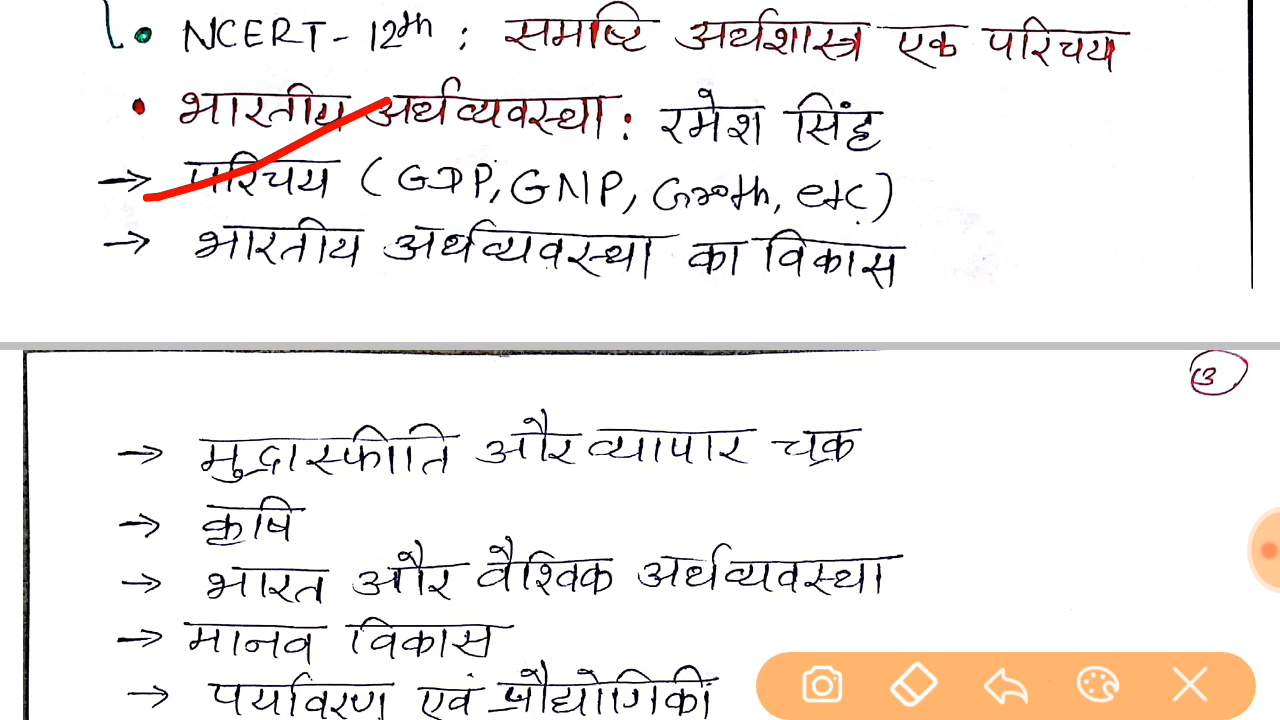 • NCERT - 12th : समष्टि अर्थशास्त्र एक परिचय
• भारतीय अर्थव्यवस्था : रमेश सिंह
→ परिचय (GDP, GNP, Growth, etc)
→ भारतीय अर्थव्यवस्था का विकास
3
→ मुद्रास्फीति और व्यापार चक्र
→ कृषि
→ भारत और वैश्विक अर्थव्यवस्था
→ मानव विकास
→ पर्यावरण एवं प्रौद्योगिकी